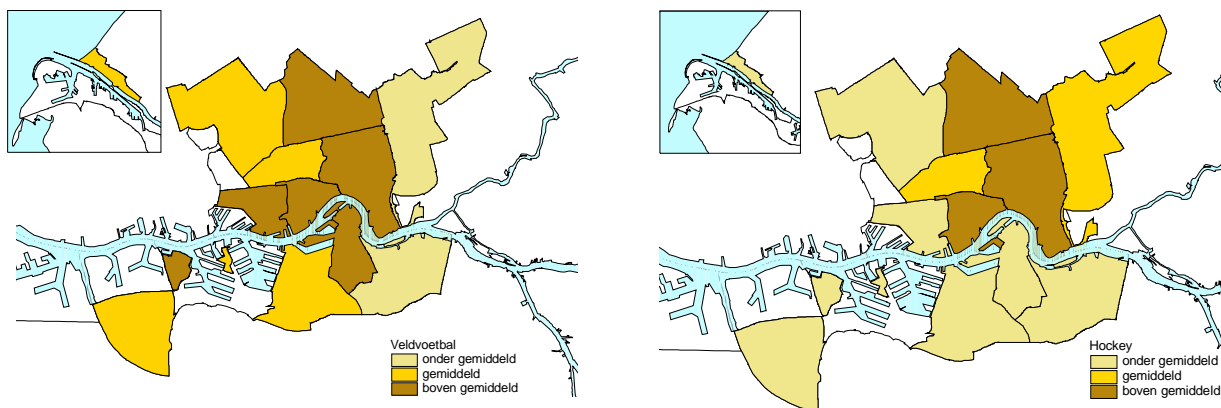 Veldvoetbal
onder gemiddeld
gemiddeld
boven gemiddeld
Hockey
onder gemiddeld
gemiddeld
boven gemiddeld